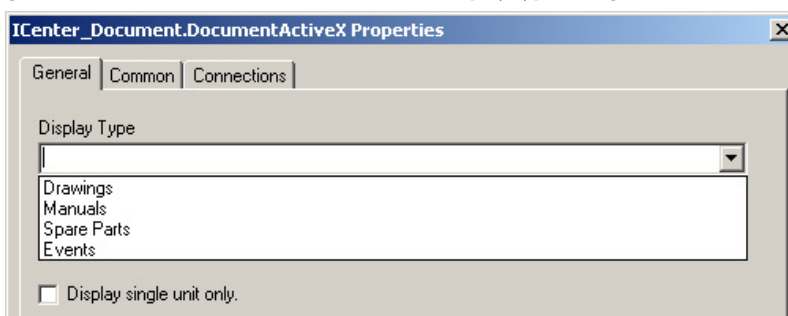 ICenter_Document.DocumentActiveX Properties
General Common Connections
Display Type
Drawings
Manuals
Spare Parts
Events
Display single unit only.